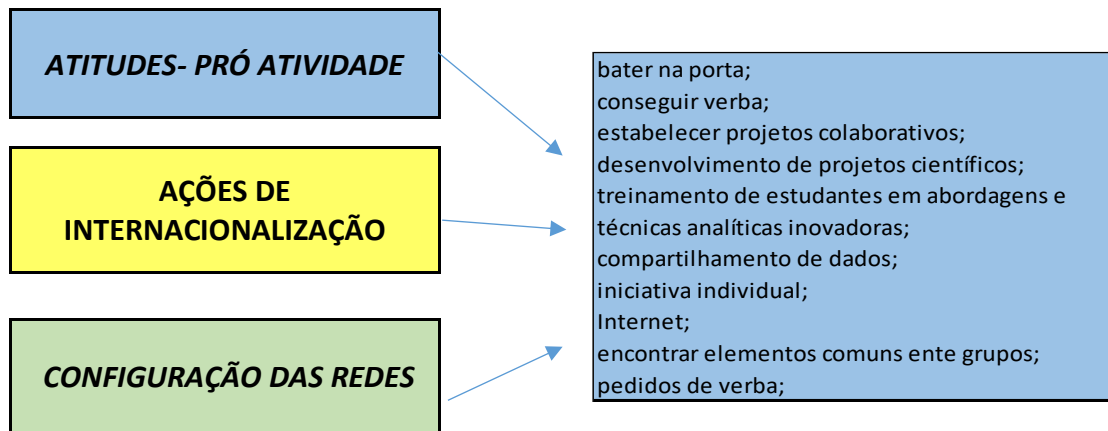 ATITUDES- PRÓ ATIVIDADE
AÇÕES DE
INTERNACIONALIZAÇÃO
CONFIGURAÇÃO DAS REDES
bater na porta;
conseguir verba;
estabelecer projetos colaborativos;
desenvolvimento de projetos científicos;
treinamento de estudantes em abordagens e
técnicas analíticas inovadoras;
compartilhamento de dados;
iniciativa individual;
Internet;
encontrar elementos comuns ente grupos;
pedidos de verba;